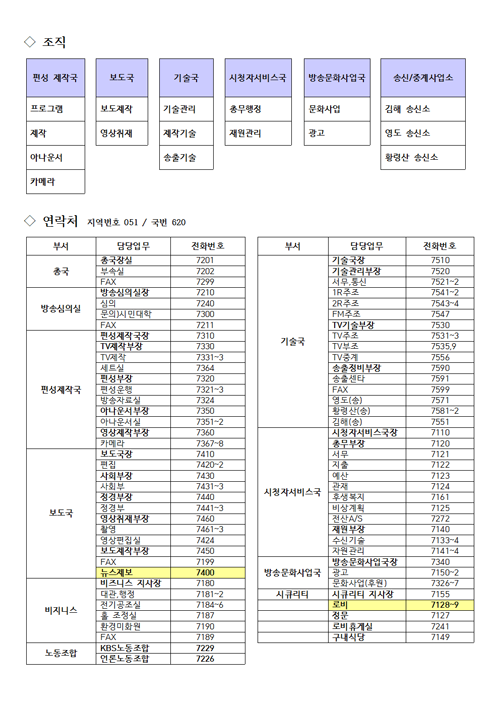 ◇ 조직
편성 제작국 보도국 기술국 시청자서비스국 방송문화사업국 송신/중계사업소
프로그램 보도제작 기술관리 총무행정 문화사업 김해 송신소
제작 영상취재 제작기술 재원관리 광고 영도 송신소
아나운서 송출기술 황령산 송신소
카메라
◇ 연락처 지역번호 051 / 국번 620
부서 담당업무 전화번호
총국 총국장실 7201
부속실 7202
FAX 7299
방송심의실 방송심의실장 7210
심의 7240
문의)시민대학 7300
FAX 7211
편성제작국 편성제작국장 7310
TV제작부장 7330
TV제작 7331~3
세트실 7364
편성부장 7320
편성운행 7321~3
방송자료실 7324
아나운서부장 7350
아나운서실 7351~2
영상제작부장 7360
카메라 7367~8
보도국 보도국장 7410
편집 7420~2
사회부장 7430
사회부 7431~3
정경부장 7440
정경부 7441~3
영상취재부장 7460
촬영 7461~3
영상편집실 7424
보도제작부장 7450
FAX 7199
뉴스제보 7400
비지니스 비즈니스 지사장 7180
대관,행정 7181~2
전기공조실 7184~6
홀 조정실 7187
환경미화원 7190
FAX 7189
노동조합 KBS노동조합 7229
언론노동조합 7226
부서 담당업무 전화번호
기술국 기술국장 7510
기술관리부장 7520
서무,통신 7521~2
1R주조 7541~2
2R주조 7543~4
FM주조 7547
TV기술부장 7530
TV주조 7531~3
TV부조 7535,9
TV중계 7556
송출정비부장 7590
송출센타 7591
FAX 7599
영도(송) 7571
황령산(송) 7581~2
김해(송) 7551
시청자서비스국 시청자서비스국장 7110
총무부장 7120
서무 7121
지출 7122
예산 7123
관재 7124
후생복지 7161
비상계획 7125
전산A/S 7272
재원부장 7140
수신기술 7133~4
자원관리 7141~4
방송문화사업국 방송문화사업국장 7340
광고 7150~2
문화사업(후원) 7326~7
시큐리티 시큐리티 지사장 7155
로비 7128~9
정문 7127
로비휴게실 7241
구내식당 7149